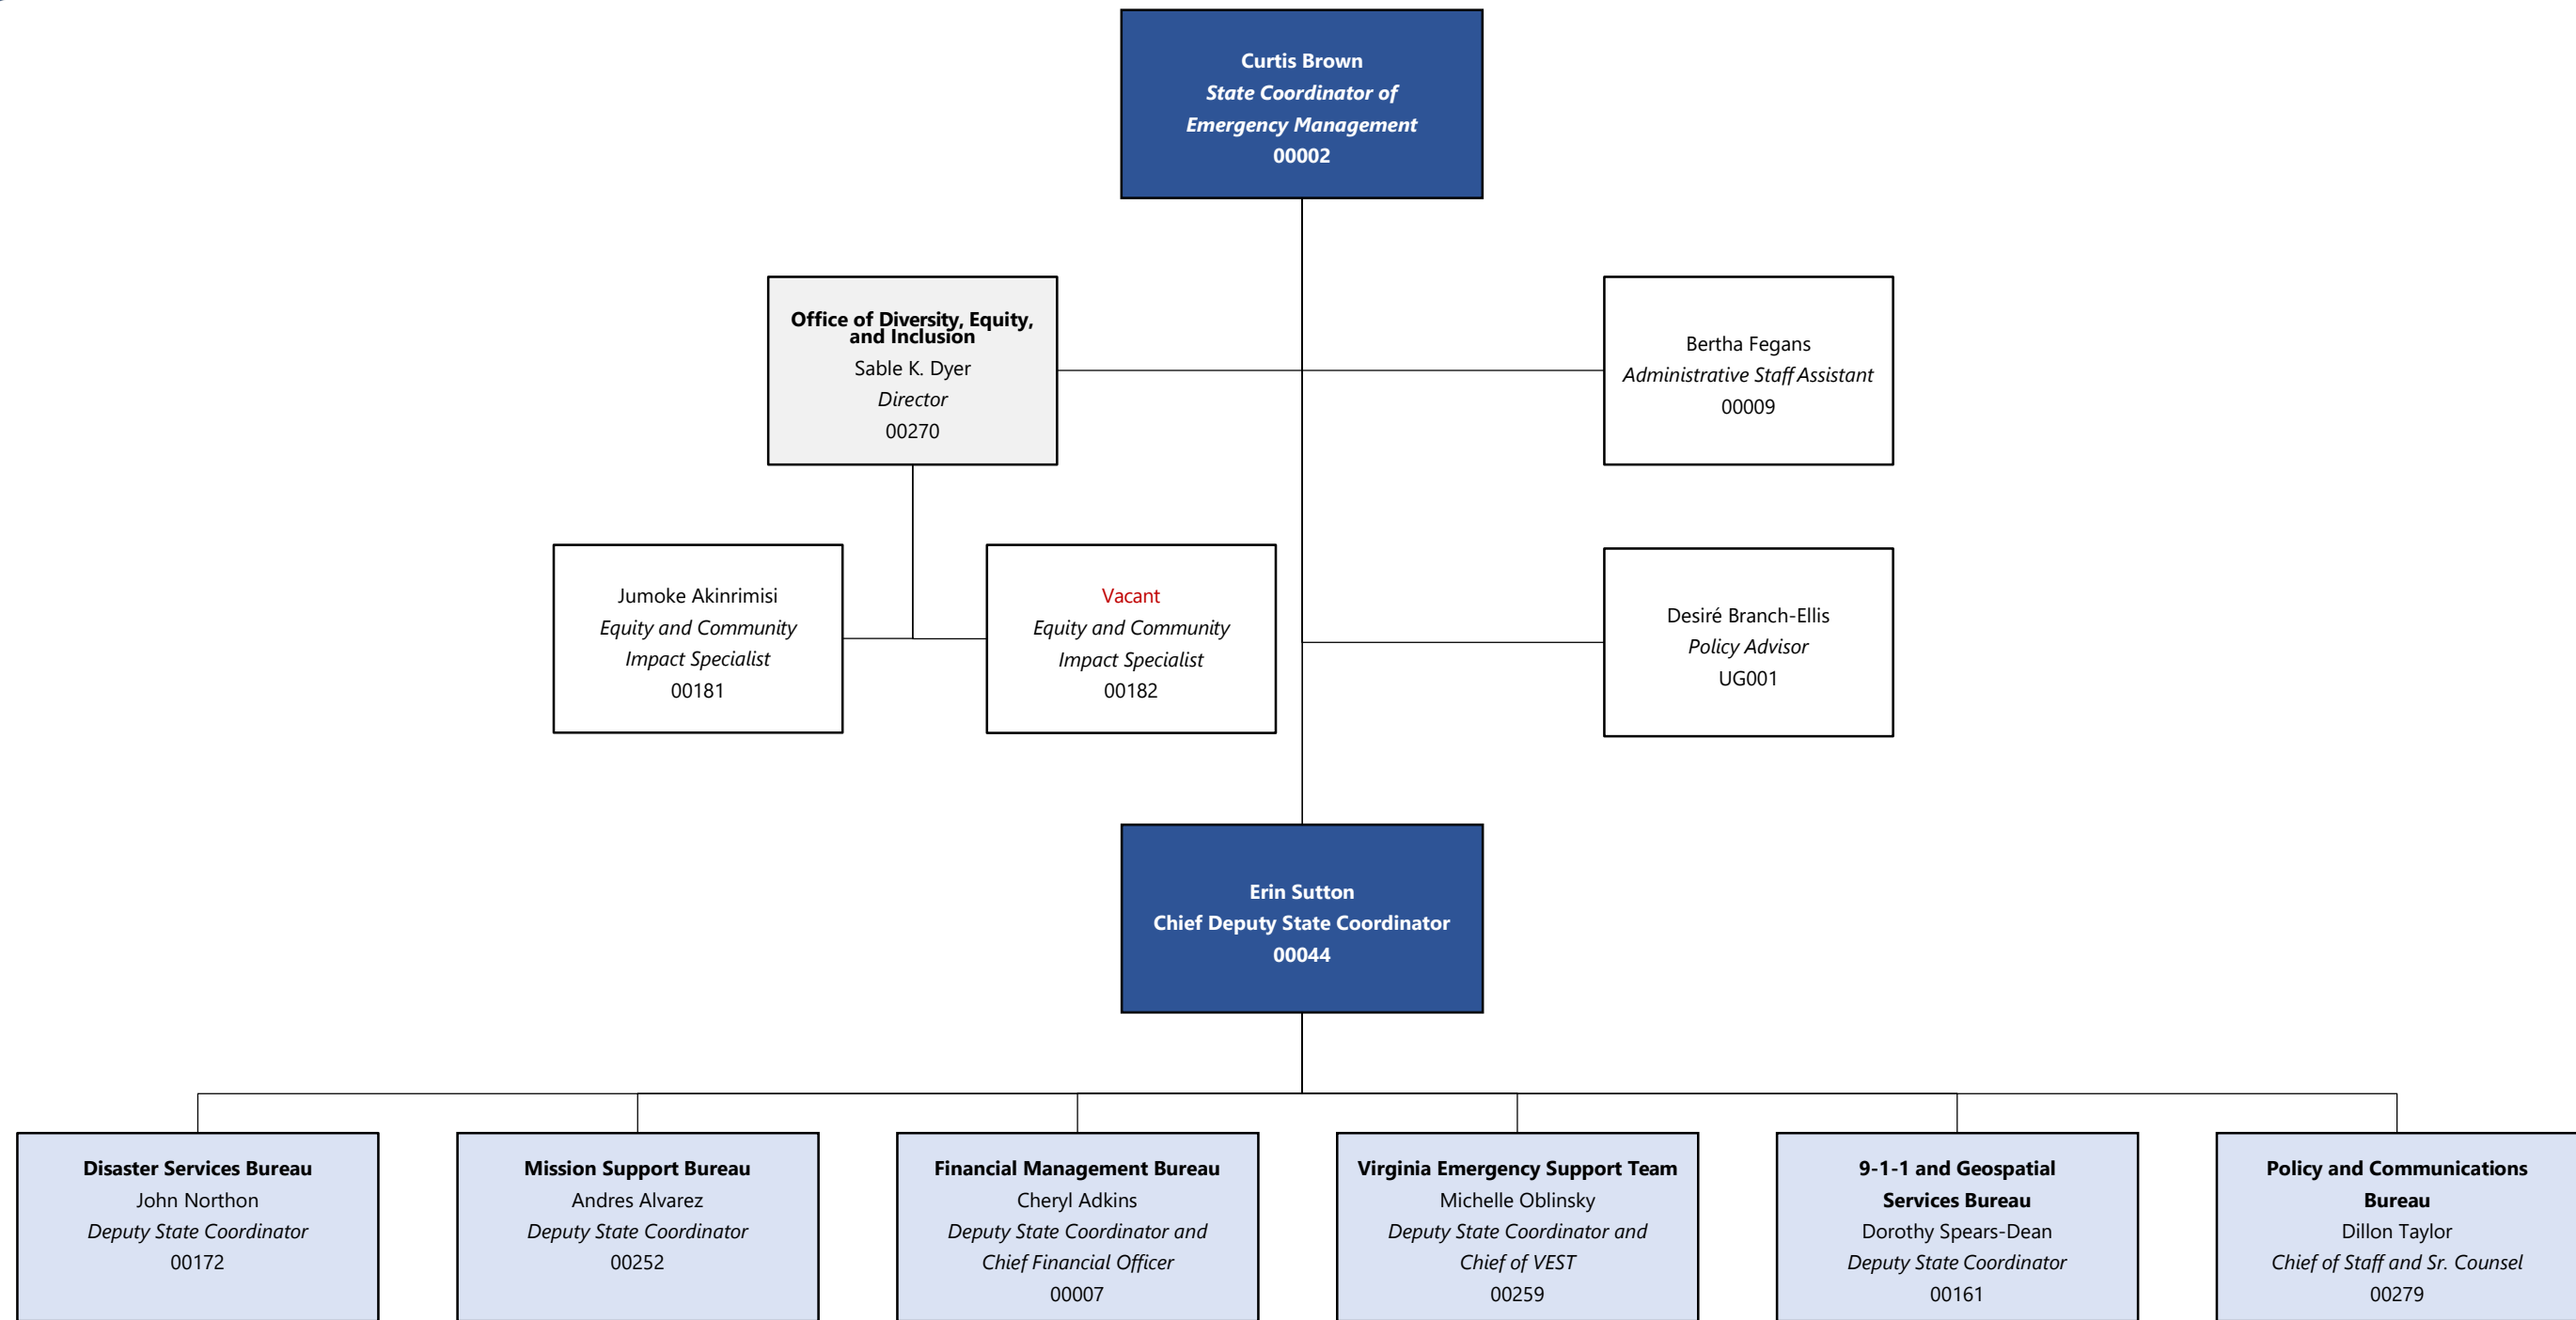 Curtis Brown
State Coordinator of
Emergency Management
00002
Office of Diversity, Equity,
and Inclusion
Sable K. Dyer
Director
00270
Bertha Fegans
Administrative Staff Assistant
00009
Jumoke Akinrimisi
Equity and Community
Impact Specialist
00181
Vacant
Equity and Community
Impact Specialist
00182
Desiré Branch-Ellis
Policy Advisor
UG001
Erin Sutton
Chief Deputy State Coordinator
00044
Disaster Services Bureau
John Northon
Deputy State Coordinator
00172
Mission Support Bureau
Andres Alvarez
Deputy State Coordinator
00252
Financial Management Bureau
Cheryl Adkins
Deputy State Coordinator and
Chief Financial Officer
00007
Virginia Emergency Support Team
Michelle Oblinsky
Deputy State Coordinator and
Chief of VEST
00259
9-1-1 and Geospatial
Services Bureau
Dorothy Spears-Dean
Deputy State Coordinator
00161
Policy and Communications
Bureau
Dillon Taylor
Chief of Staff and Sr. Counsel
00279